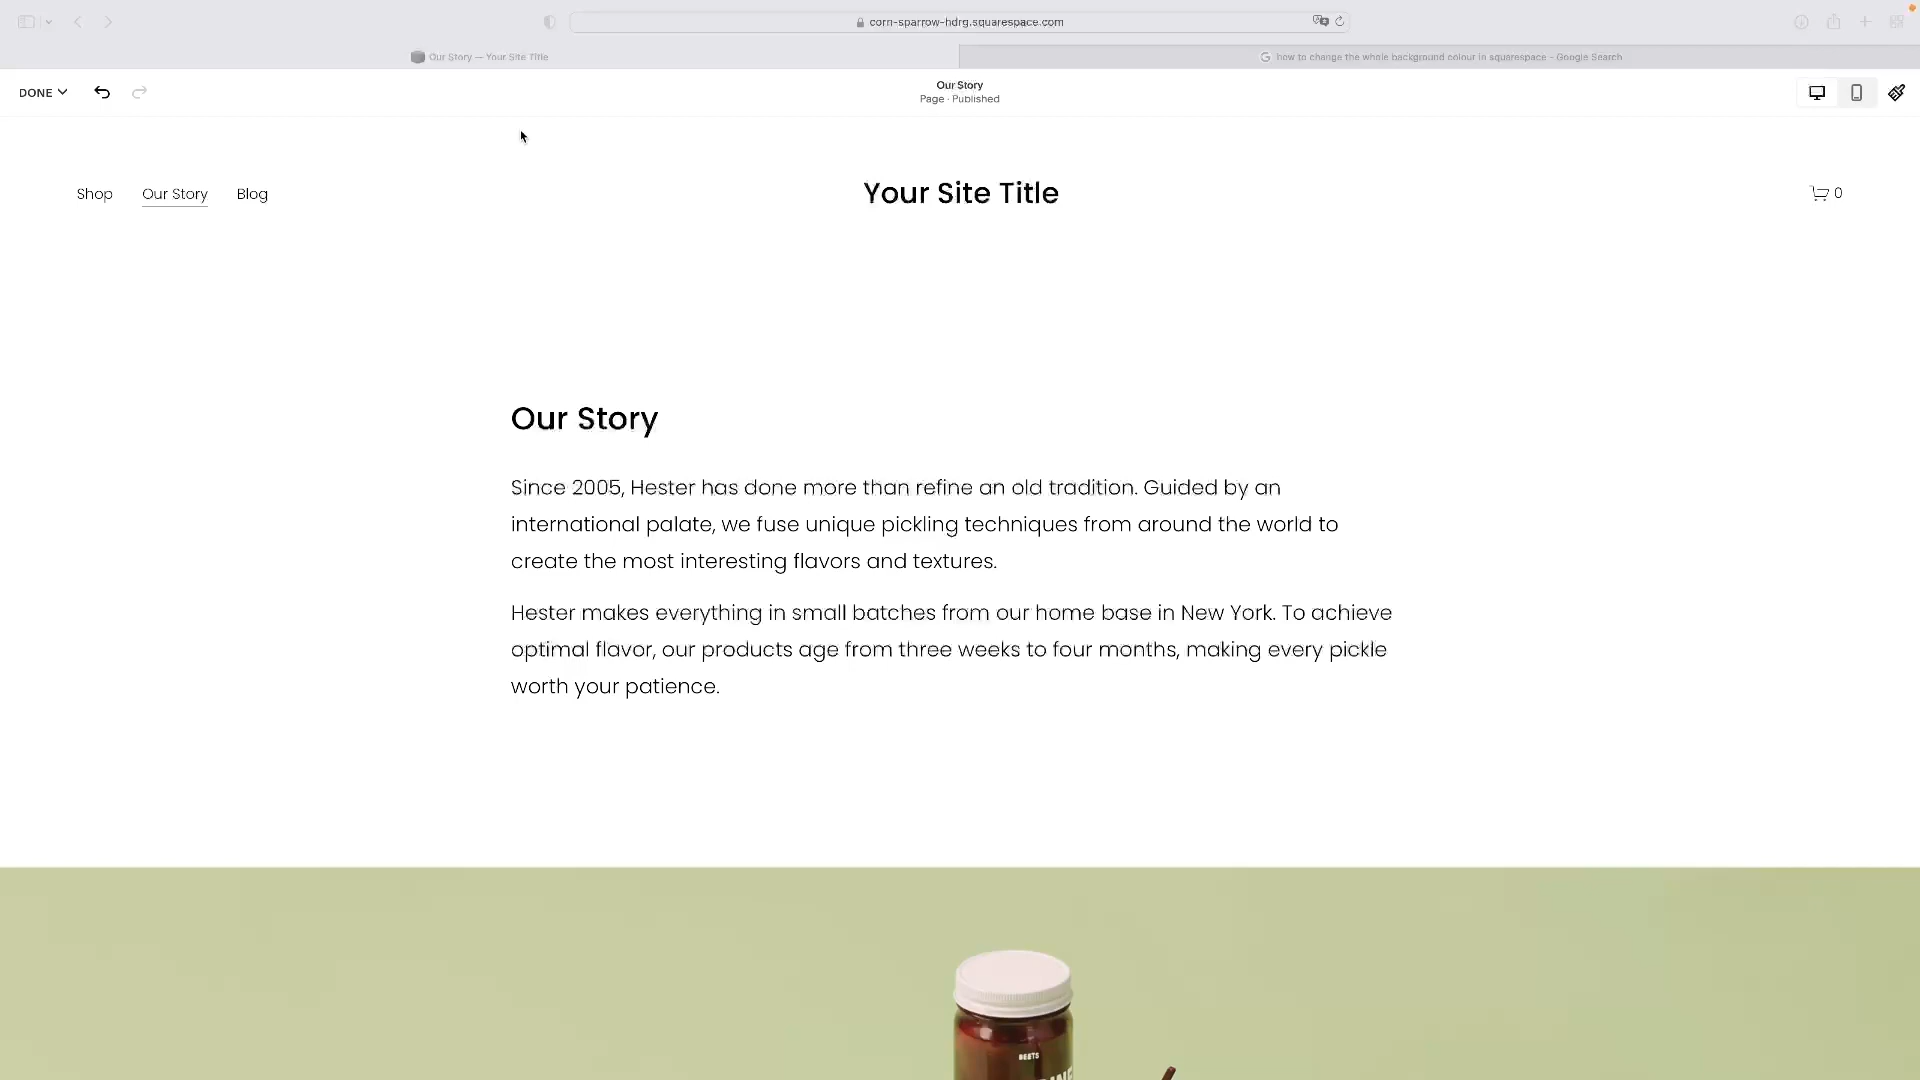 corn-sparrow-hdrg.squarespace.com
Our Story — Your Site Title
how to change the whole background colour in squarespace - Google Search
DONE
Our Story
Page · Published
Shop
Our Story
Blog
Your Site Title
0
Our Story
Since 2005, Hester has done more than refine an old tradition. Guided by an
international palate, we fuse unique pickling techniques from around the world to
create the most interesting flavors and textures.
Hester makes everything in small batches from our home base in New York. To achieve
optimal flavor, our products age from three weeks to four months, making every pickle
worth your patience.
BEETS